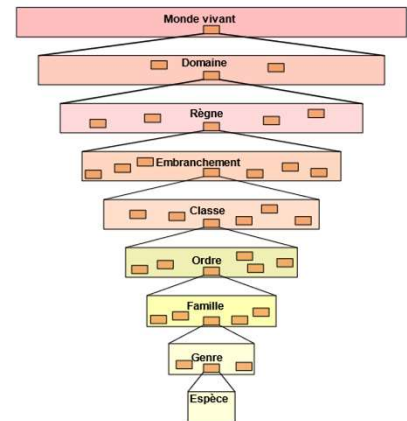 Monde vivant
Domaine
Règne
Embranchement
Classe
Ordre
Famille
Genre
Espèce